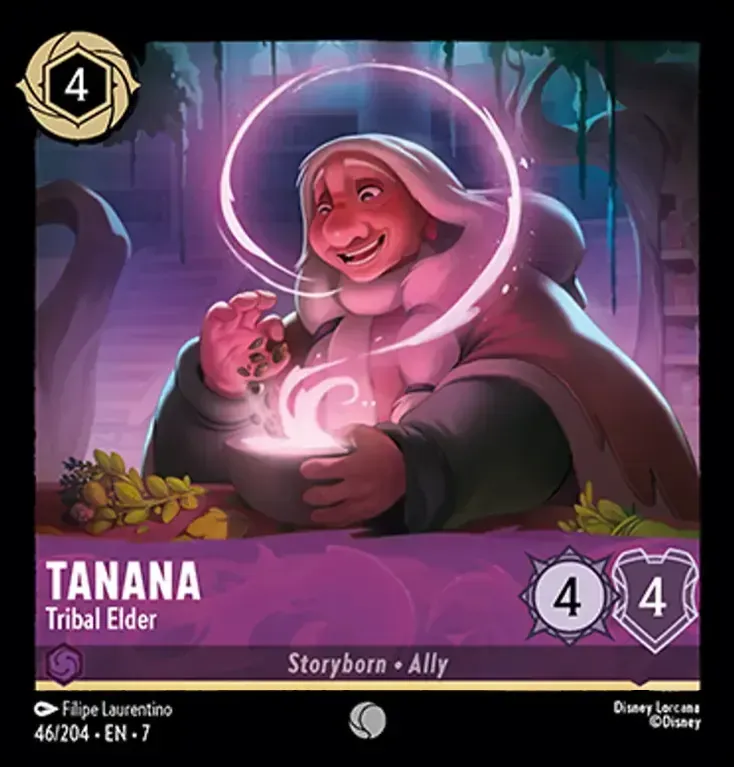 4
TANANA
Tribal Elder
4
4
Storyborn • Ally
Filipe Laurentino
46/204 • EN • 7
Disney Lorcana
©Disney